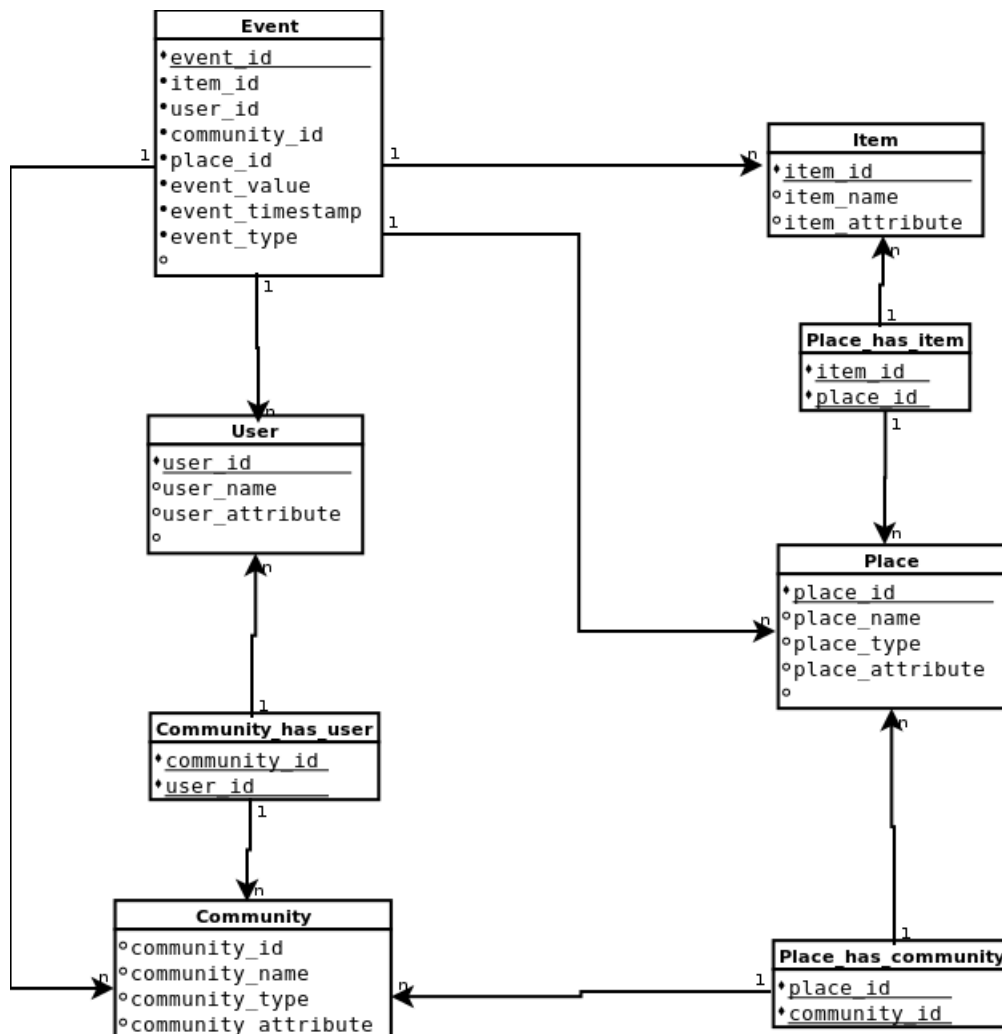 Event
event_id
item_id
user_id
community_id
place_id
event_value
event_timestamp
event_type
1
1
n
1
1
Item
item_id
item_name
item_attribute
n
1
Place_has_item
item_id
place_id
1
n
n
User
user_id
user_name
user_attribute
n
n
Place
place_id
place_name
place_type
place_attribute
n
1
Community_has_user
community_id
user_id
1
n
Community
community_id
community_name
community_type
community_attribute
n
n
1
1
Place_has_community
place_id
community_id